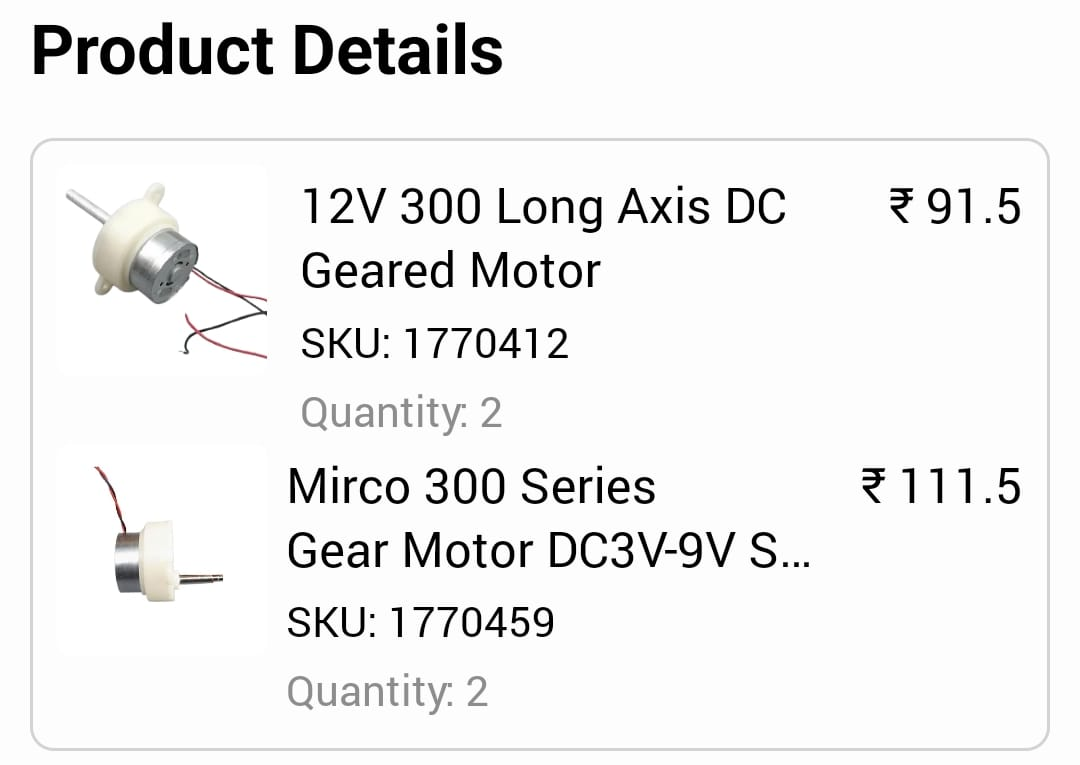 Product Details
12V 300 Long Axis DC ₹ 91.5
Geared Motor
SKU: 1770412
Quantity: 2
Mirco 300 Series ₹ 111.5
Gear Motor DC3V-9V S...
SKU: 1770459
Quantity: 2